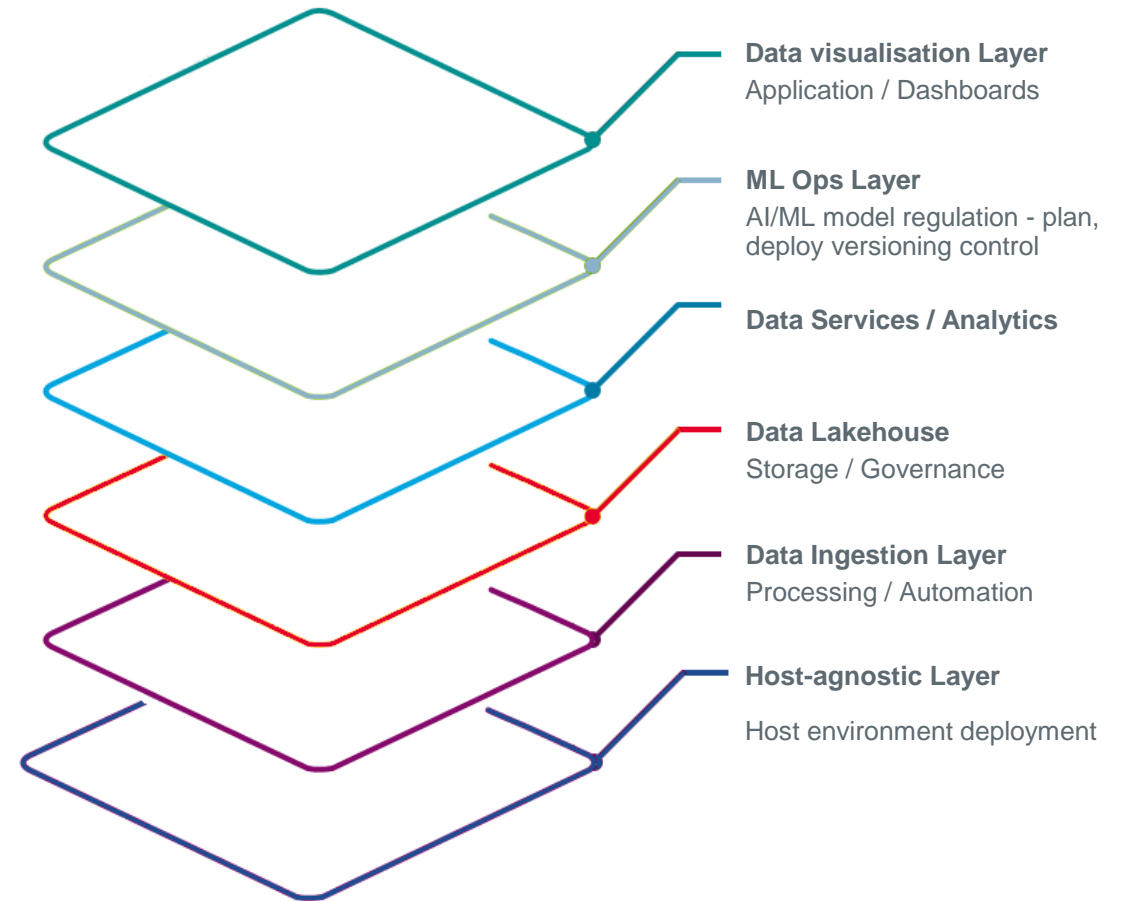 Data visualisation Layer
Application / Dashboards
ML Ops Layer
AI/ML model regulation - plan,
deploy versioning control
Data Services / Analytics
Data Lakehouse
Storage / Governance
Data Ingestion Layer
Processing / Automation
Host-agnostic Layer
Host environment deployment